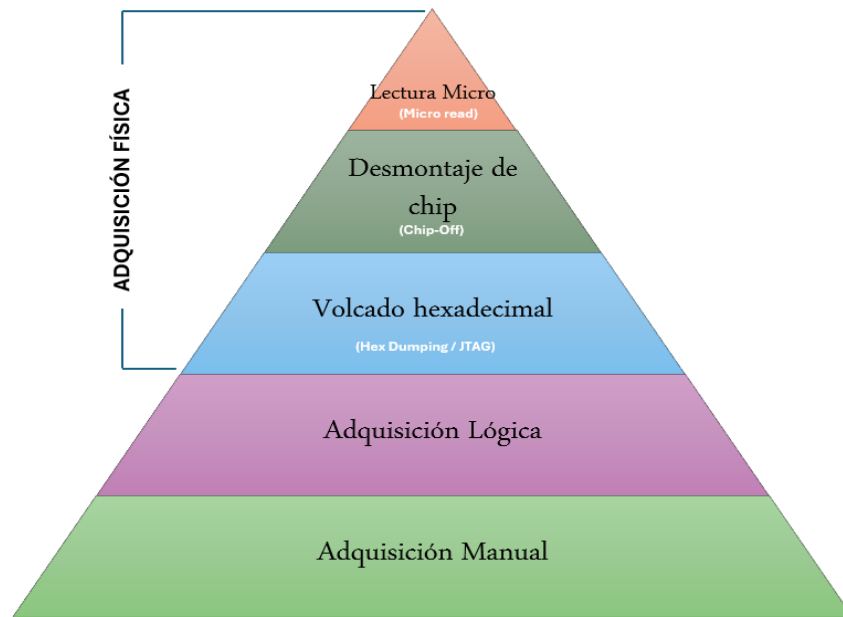 Lectura Micro
(Micro read)
ADQUISICIÓN FÍSICA
Desmontaje de
chip
(Chip-Off)
Volcado hexadecimal
(Hex Dumping / JTAG)
Adquisición Lógica
Adquisición Manual